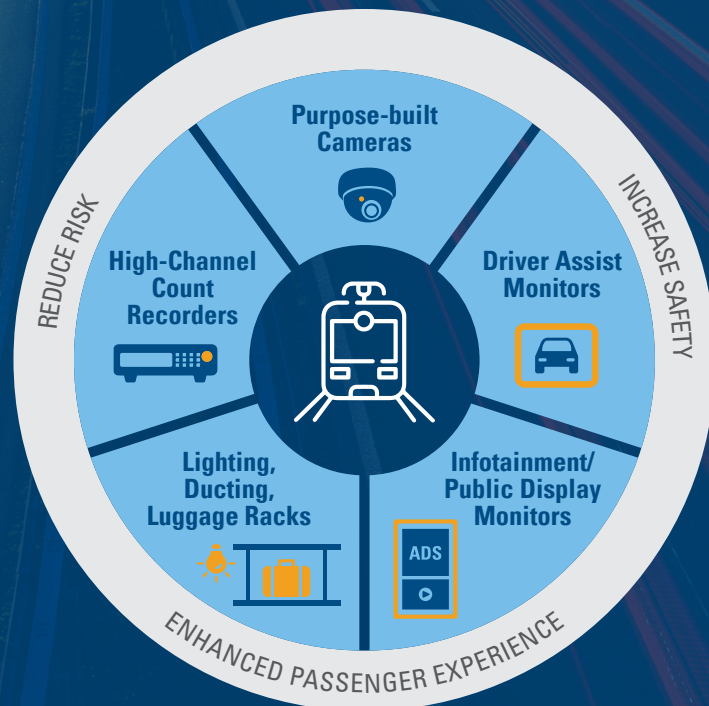 Purpose-built
Cameras
REDUCE RISK
INCREASE SAFETY
High-Channel
Count
Recorders
Driver Assist
Monitors
Lighting,
Ducting,
Luggage Racks
Infotainment/
Public Display
Monitors
ADS
ENHANCED PASSENGER EXPERIENCE